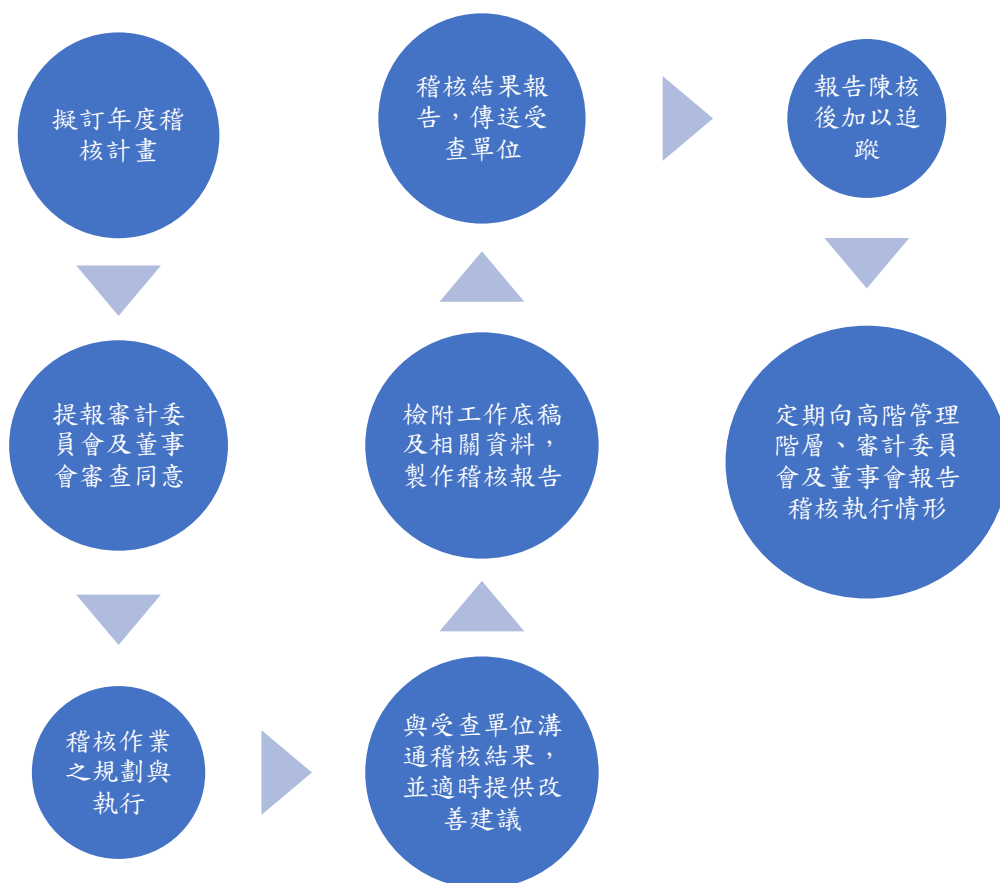 擬訂年度稽
核計畫
提報審計委
員會及董事
會審查同意
稽核作業
之規劃與
執行
與受查單位溝
通稽核結果，
並適時提供改
善建議
檢附工作底稿
及相關資料，
製作稽核報告
稽核結果報
告，傳送受
查單位
報告陳核
後加以追
蹤
定期向高階管理
階層、審計委員
會及董事會報告
稽核執行情形